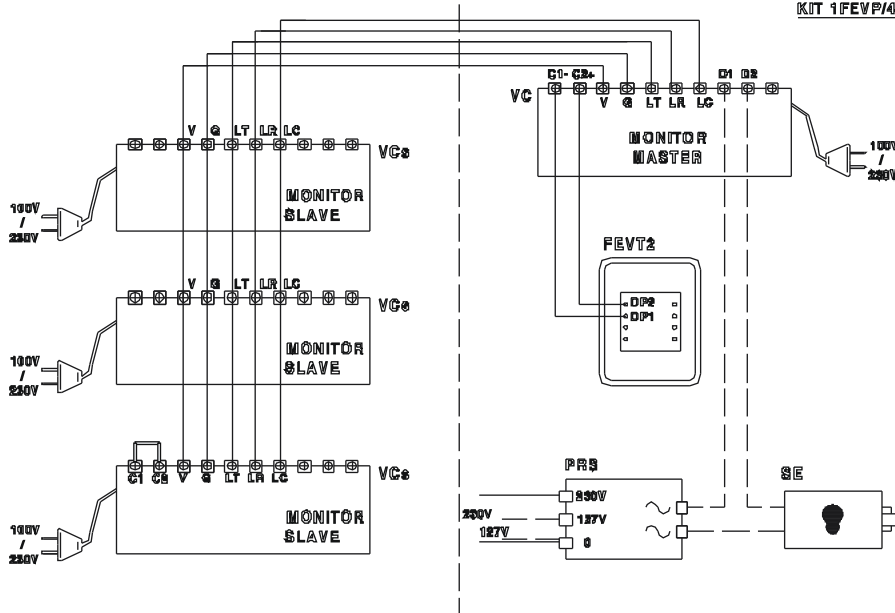 KIT 1FEVP/4
C1- C2+ D1 D2
VC
V G LT LR LC
MONITOR
MASTER
100V
/
230V
V G LT LR LC
VCs
MONITOR
SLAVE
100V
/
230V
FEVT2
DP2
DP1
V G LT LR LC
VCs
MONITOR
SLAVE
100V
/
230V
C1 C2 V G LT LR LC
VCs
MONITOR
SLAVE
100V
/
230V
PRS
230V
127V
0
230V
127V
SE